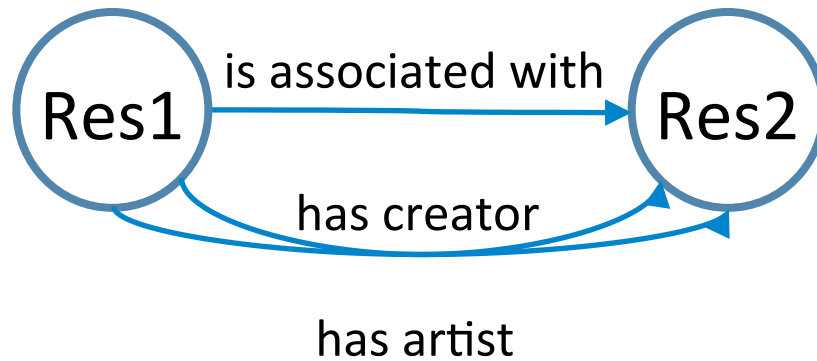 is associated with
Res1
Res2
has creator
has artist